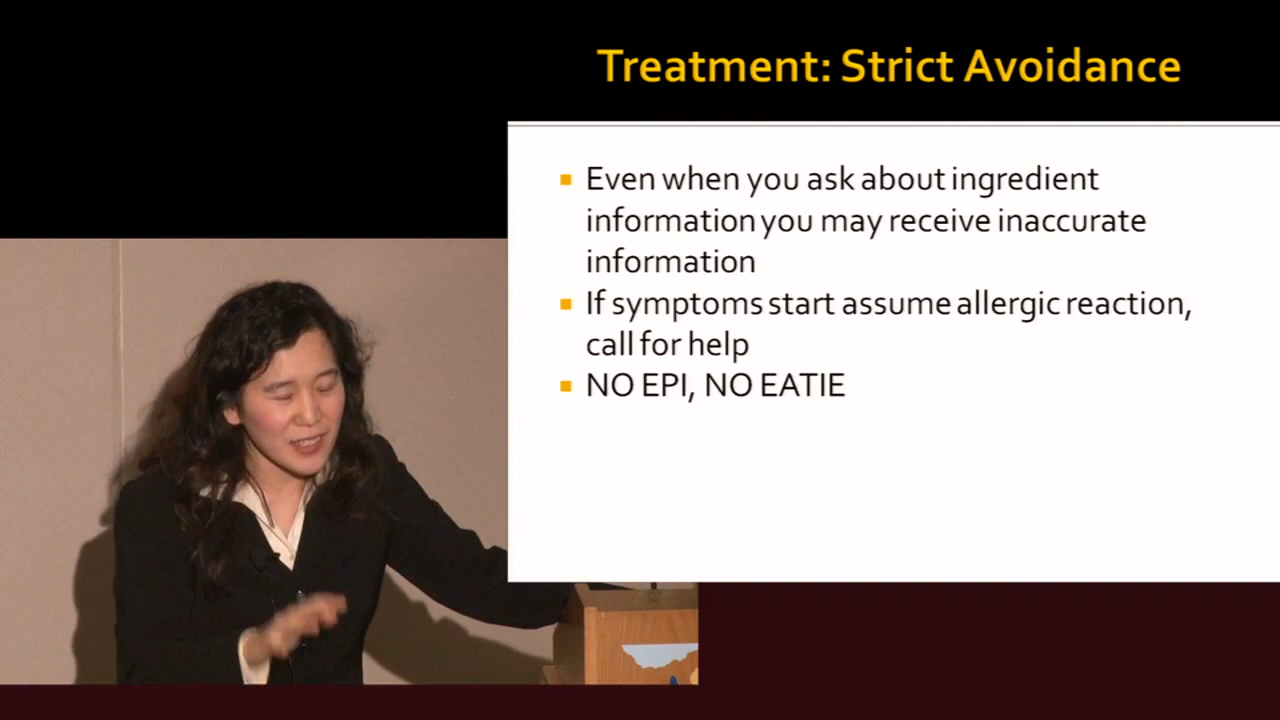 Treatment: Strict Avoidance
Even when you ask about ingredient
information you may receive inaccurate
information
If symptoms start assume allergic reaction,
call for help
NO EPI, NO EATIE